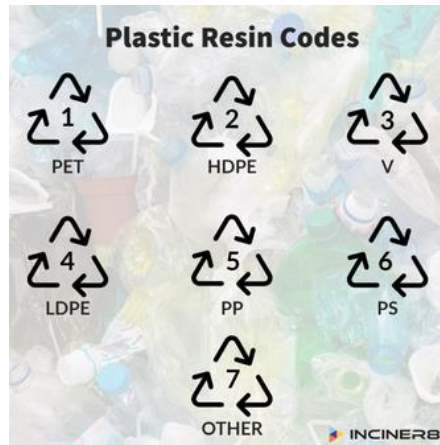 Plastic Resin Codes
1 2 3
PET HDPE V
4 5 6
LDPE PP PS
7
OTHER
INCINER8